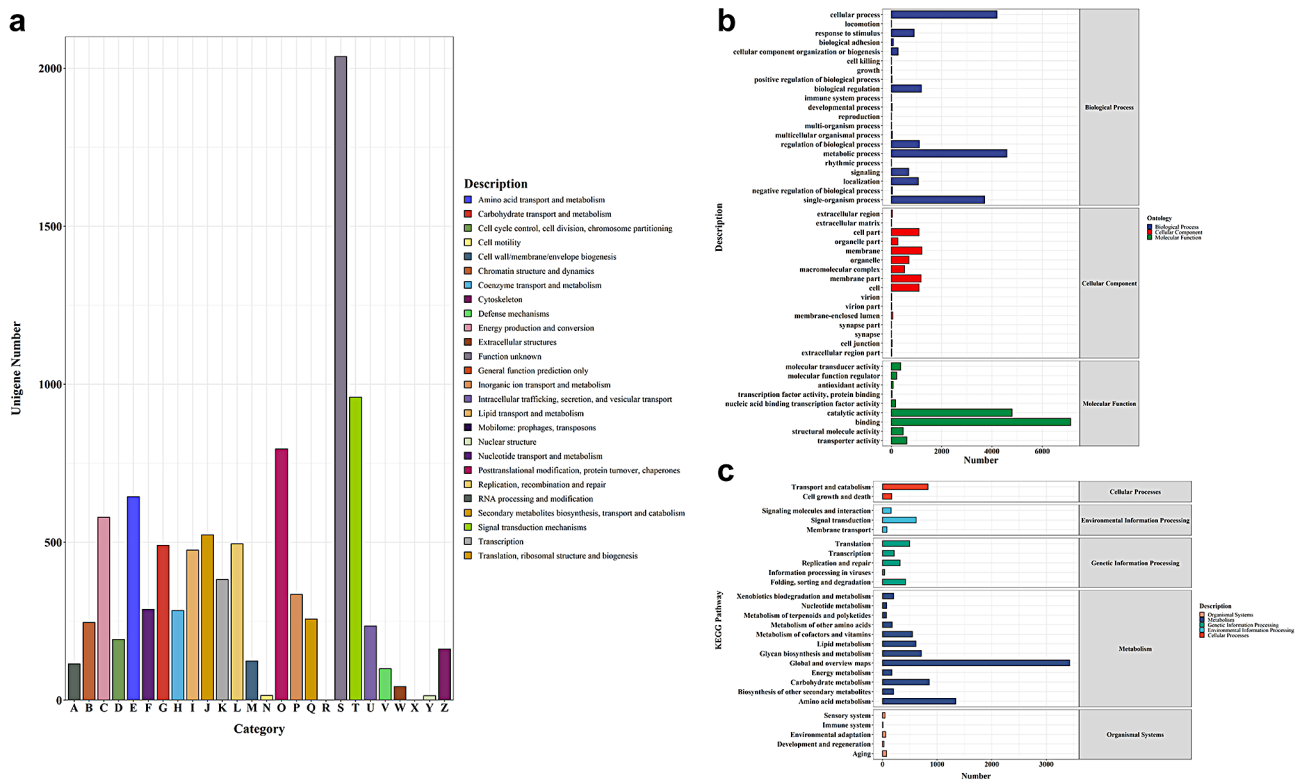 a
2000
1500
1000
500
0
Unigene Number
A B C D E F G H I J K L M N O P Q R S T U V W X Y Z
Category
Description
Amino acid transport and metabolism
Carbohydrate transport and metabolism
Cell cycle control, cell division, chromosome partitioning
Cell motility
Cell wall/membrane/envelope biogenesis
Chromatin structure and dynamics
Coenzyme transport and metabolism
Cytoskeleton
Defense mechanisms
Energy production and conversion
Extracellular structures
Function unknown
General function prediction only
Inorganic ion transport and metabolism
Intracellular trafficking, secretion, and vesicular transport
Lipid transport and metabolism
Mobilome: prophages, transposons
Nuclear structure
Nucleotide transport and metabolism
Posttranslational modification, protein turnover, chaperones
Replication, recombination and repair
RNA processing and modification
Secondary metabolites biosynthesis, transport and catabolism
Signal transduction mechanisms
Transcription
Translation, ribosomal structure and biogenesis
b
Description
cellular process
locomotion
response to stimulus
biological adhesion
cellular component organization or biogenesis
cell killing
growth
positive regulation of biological process
biological regulation
immune system process
developmental process
reproduction
multi-organism process
multicellular organismal process
regulation of biological process
metabolic process
rhythmic process
signaling
localization
negative regulation of biological process
single-organism process
Biological Process
extracellular region
extracellular matrix
cell part
organelle part
membrane
organelle
macromolecular complex
membrane part
cell
virion
virion part
membrane-enclosed lumen
synapse part
synapse
cell junction
extracellular region part
Cellular Component
molecular transducer activity
molecular function regulator
antioxidant activity
transcription factor activity, protein binding
nucleic acid binding transcription factor activity
catalytic activity
binding
structural molecule activity
transporter activity
Molecular Function
0 2000 4000 6000
Number
Ontology
Biological Process
Cellular Component
Molecular Function
c
KEGG Pathway
Transport and catabolism
Cell growth and death
Cellular Processes
Signaling molecules and interaction
Signal transduction
Membrane transport
Environmental Information Processing
Translation
Transcription
Replication and repair
Information processing in viruses
Folding, sorting and degradation
Genetic Information Processing
Xenobiotics biodegradation and metabolism
Nucleotide metabolism
Metabolism of terpenoids and polyketides
Metabolism of other amino acids
Metabolism of cofactors and vitamins
Lipid metabolism
Glycan biosynthesis and metabolism
Global and overview maps
Energy metabolism
Carbohydrate metabolism
Biosynthesis of other secondary metabolites
Amino acid metabolism
Metabolism
Sensory system
Immune system
Environmental adaptation
Development and regeneration
Aging
Organismal Systems
0 1000 2000 3000
Number
Description
Organismal Systems
Metabolism
Genetic Information Processing
Environmental Information Processing
Cellular Processes